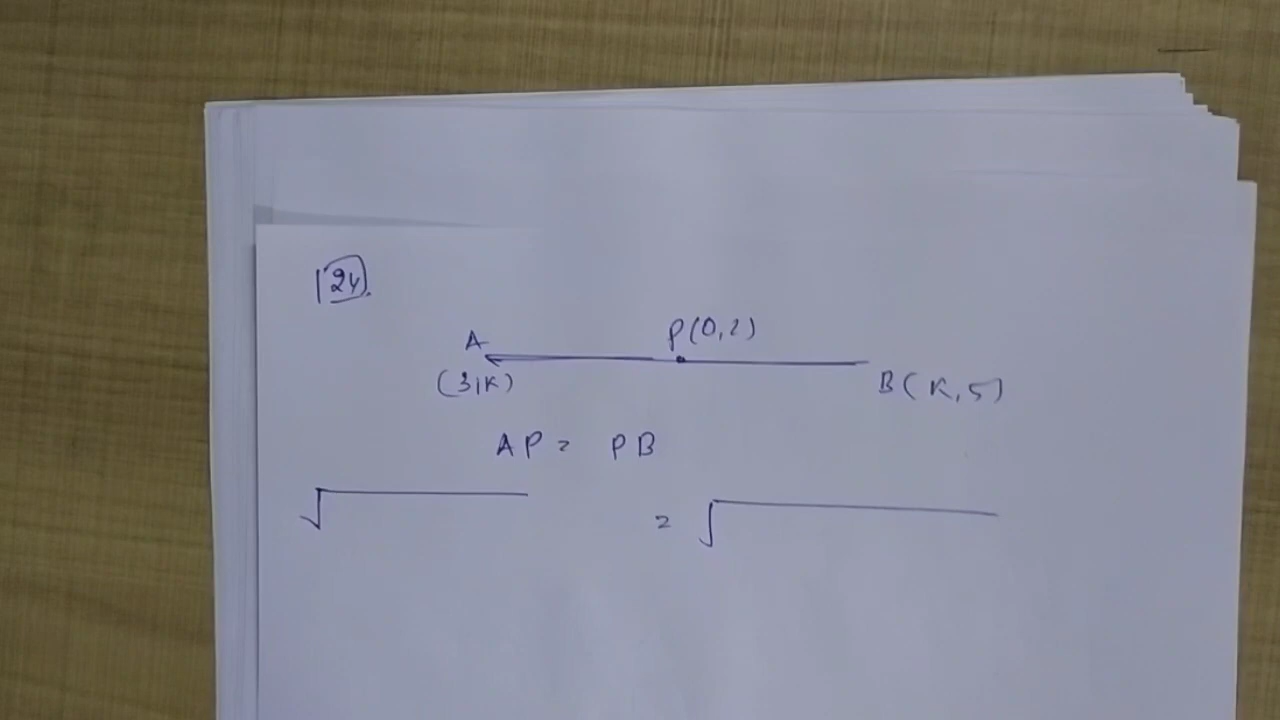 24.
A P(0,2)
(3,K) B(K,5)
AP = PB
√ = √